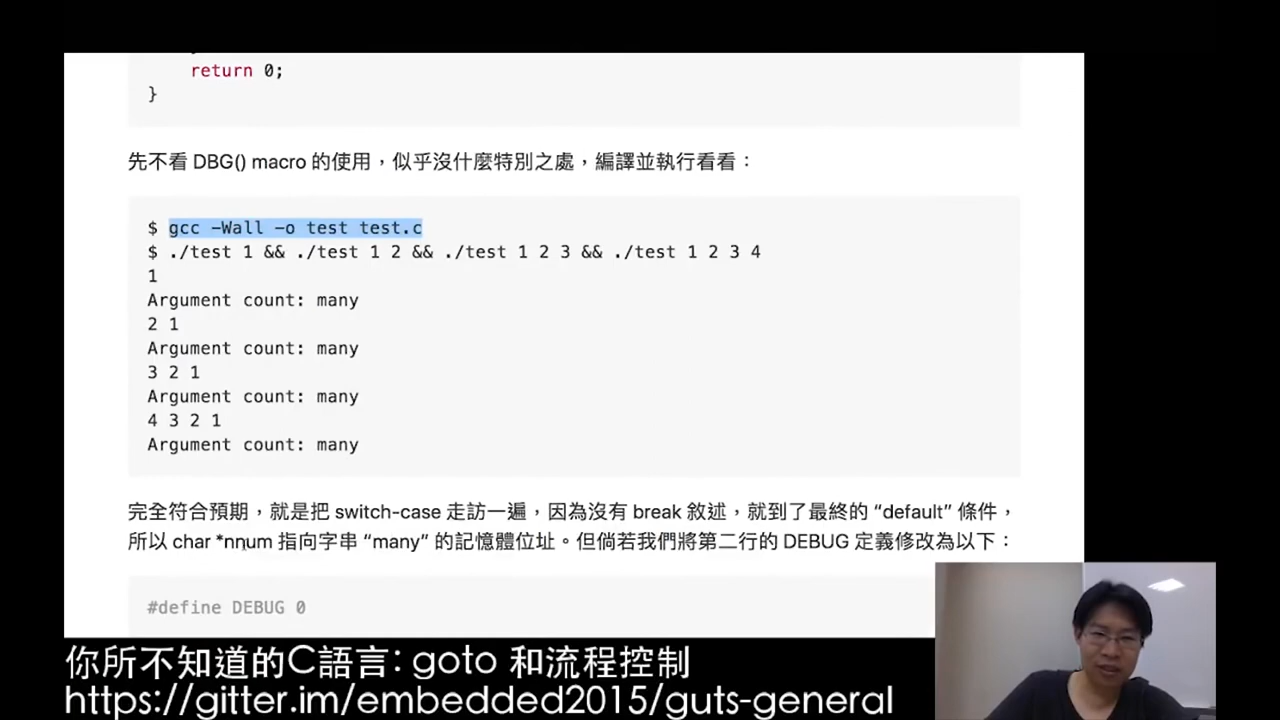 return 0;
}
先不看 DBG() macro 的使用，似乎沒什麼特別之處，編譯並執行看看：
$ gcc -Wall -o test test.c
$ ./test 1 && ./test 1 2 && ./test 1 2 3 && ./test 1 2 3 4
1
Argument count: many
2 1
Argument count: many
3 2 1
Argument count: many
4 3 2 1
Argument count: many
完全符合預期，就是把 switch-case 走訪一遍，因為沒有 break 敘述，就到了最終的 “default” 條件，
所以 char *nnum 指向字串 “many” 的記憶體位址。但倘若我們將第二行的 DEBUG 定義修改為以下：
#define DEBUG 0
你所不知道的C語言: goto 和流程控制
https://gitter.im/embedded2015/guts-general